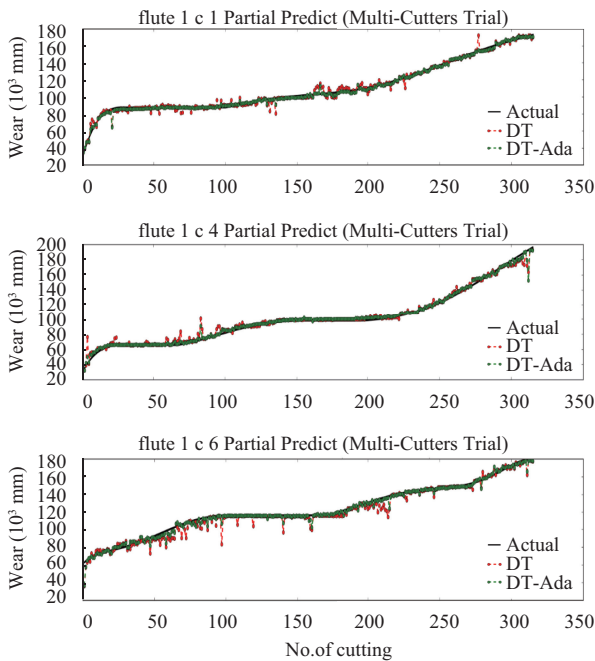 flute 1 c 1 Partial Predict (Multi-Cutters Trial)
180
160
140
120
100
80
60
40
20
Wear (10³ mm)
Actual
DT
DT-Ada
0 50 100 150 200 250 300 350
flute 1 c 4 Partial Predict (Multi-Cutters Trial)
200
180
160
140
120
100
80
60
40
20
Wear (10³ mm)
Actual
DT
DT-Ada
0 50 100 150 200 250 300 350
flute 1 c 6 Partial Predict (Multi-Cutters Trial)
180
160
140
120
100
80
60
40
20
Wear (10³ mm)
Actual
DT
DT-Ada
0 50 100 150 200 250 300 350
No.of cutting